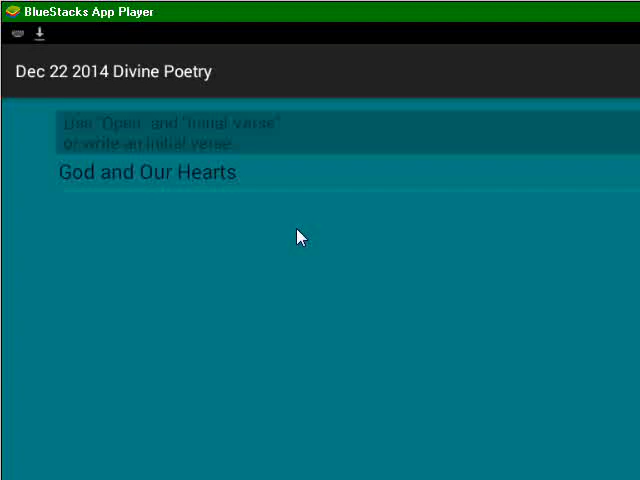 BlueStacks App Player
Dec 22 2014 Divine Poetry
Use "Open" and "Initial verse"
or write an initial verse.
God and Our Hearts